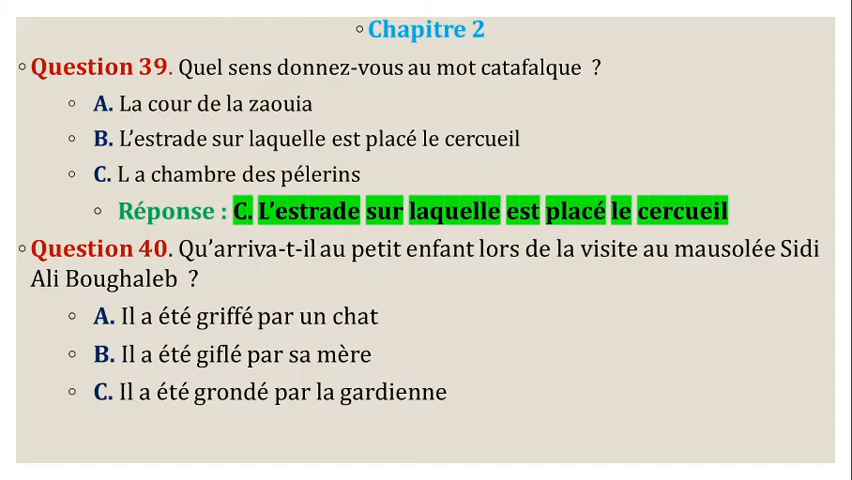 Chapitre 2
Question 39. Quel sens donnez-vous au mot catafalque ?
A. La cour de la zaouia
B. L'estrade sur laquelle est placé le cercueil
C. L a chambre des pélerins
Réponse : C. L'estrade sur laquelle est placé le cercueil
Question 40. Qu'arriva-t-il au petit enfant lors de la visite au mausolée Sidi
Ali Boughaleb ?
A. Il a été griffé par un chat
B. Il a été giflé par sa mère
C. Il a été grondé par la gardienne